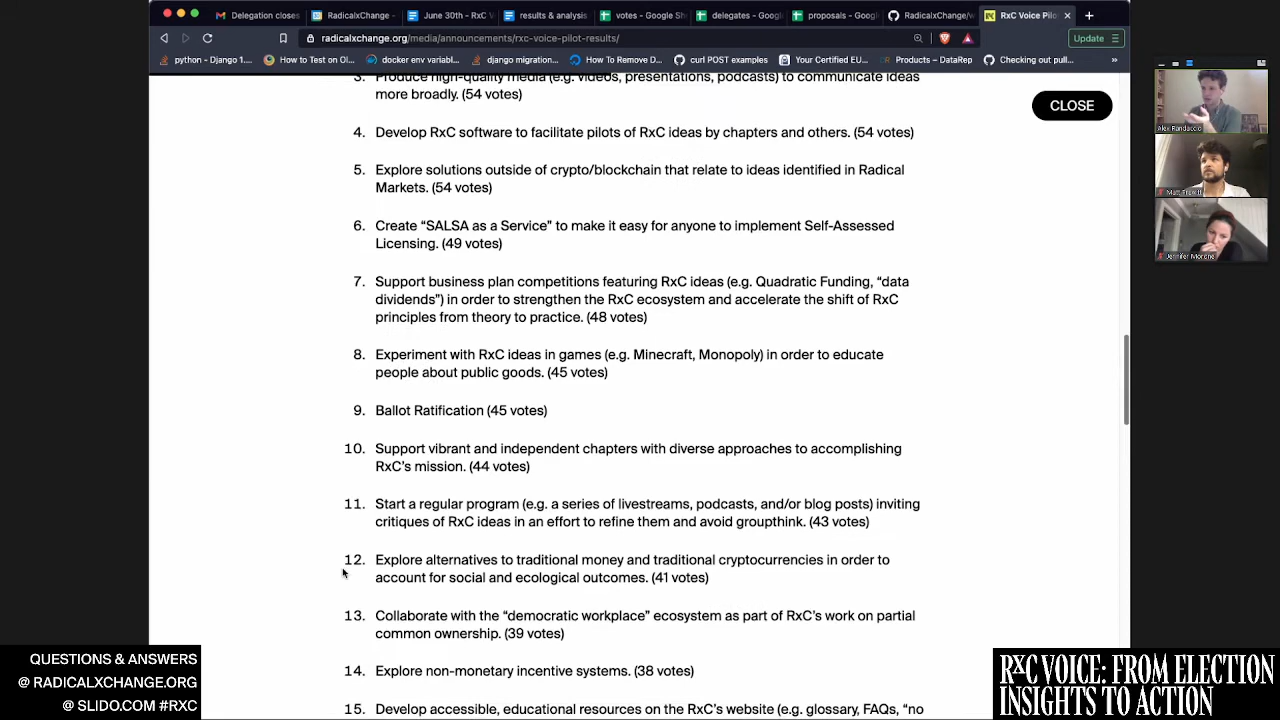 Delegation closes
RadicalxChange -
June 30th - RxC V
results & analysis
votes - Google Sh
delegates - Googl
proposals - Google
RadicalxChange/w
RxC Voice Pilo
radicalxchange.org/media/announcements/rxc-voice-pilot-results/
Update
python - Django 1....
How to Test on Ol...
docker env variabl...
django migration...
How To Remove D...
curl POST examples
Your Certified EU...
Products – DataRep
Checking out pull...
»
CLOSE
3. Produce high-quality media (e.g. videos, presentations, podcasts) to communicate ideas
more broadly. (54 votes)
4. Develop RxC software to facilitate pilots of RxC ideas by chapters and others. (54 votes)
5. Explore solutions outside of crypto/blockchain that relate to ideas identified in Radical
Markets. (54 votes)
6. Create “SALSA as a Service” to make it easy for anyone to implement Self-Assessed
Licensing. (49 votes)
7. Support business plan competitions featuring RxC ideas (e.g. Quadratic Funding, “data
dividends”) in order to strengthen the RxC ecosystem and accelerate the shift of RxC
principles from theory to practice. (48 votes)
8. Experiment with RxC ideas in games (e.g. Minecraft, Monopoly) in order to educate
people about public goods. (45 votes)
9. Ballot Ratification (45 votes)
10. Support vibrant and independent chapters with diverse approaches to accomplishing
RxC’s mission. (44 votes)
11. Start a regular program (e.g. a series of livestreams, podcasts, and/or blog posts) inviting
critiques of RxC ideas in an effort to refine them and avoid groupthink. (43 votes)
12. Explore alternatives to traditional money and traditional cryptocurrencies in order to
account for social and ecological outcomes. (41 votes)
13. Collaborate with the “democratic workplace” ecosystem as part of RxC’s work on partial
common ownership. (39 votes)
14. Explore non-monetary incentive systems. (38 votes)
15. Develop accessible, educational resources on the RxC’s website (e.g. glossary, FAQs, “no
Alex Randaccio
Matt Prewitt
Jennifer Morone
QUESTIONS & ANSWERS
@ RADICALXCHANGE.ORG
@ SLIDO.COM #RXC
RxC VOICE: FROM ELECTION
INSIGHTS TO ACTION